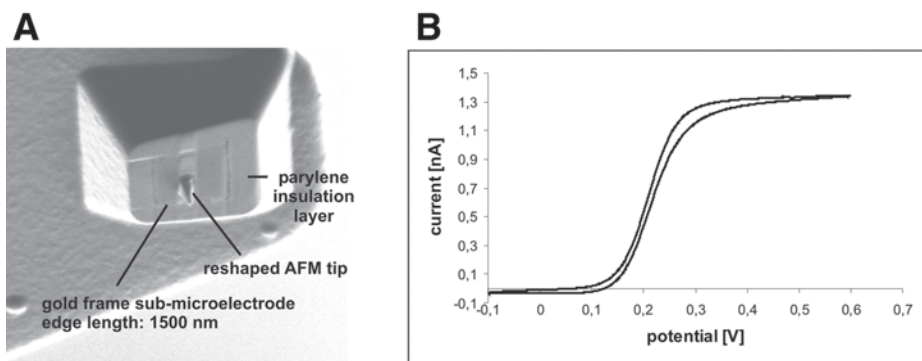 A
parylene
insulation
layer
reshaped AFM tip
gold frame sub-microelectrode
edge length: 1500 nm
B
current [nA]
1,5
1,3
1,1
0,9
0,7
0,5
0,3
0,1
-0,1
-0,1 0 0,1 0,2 0,3 0,4 0,5 0,6 0,7
potential [V]